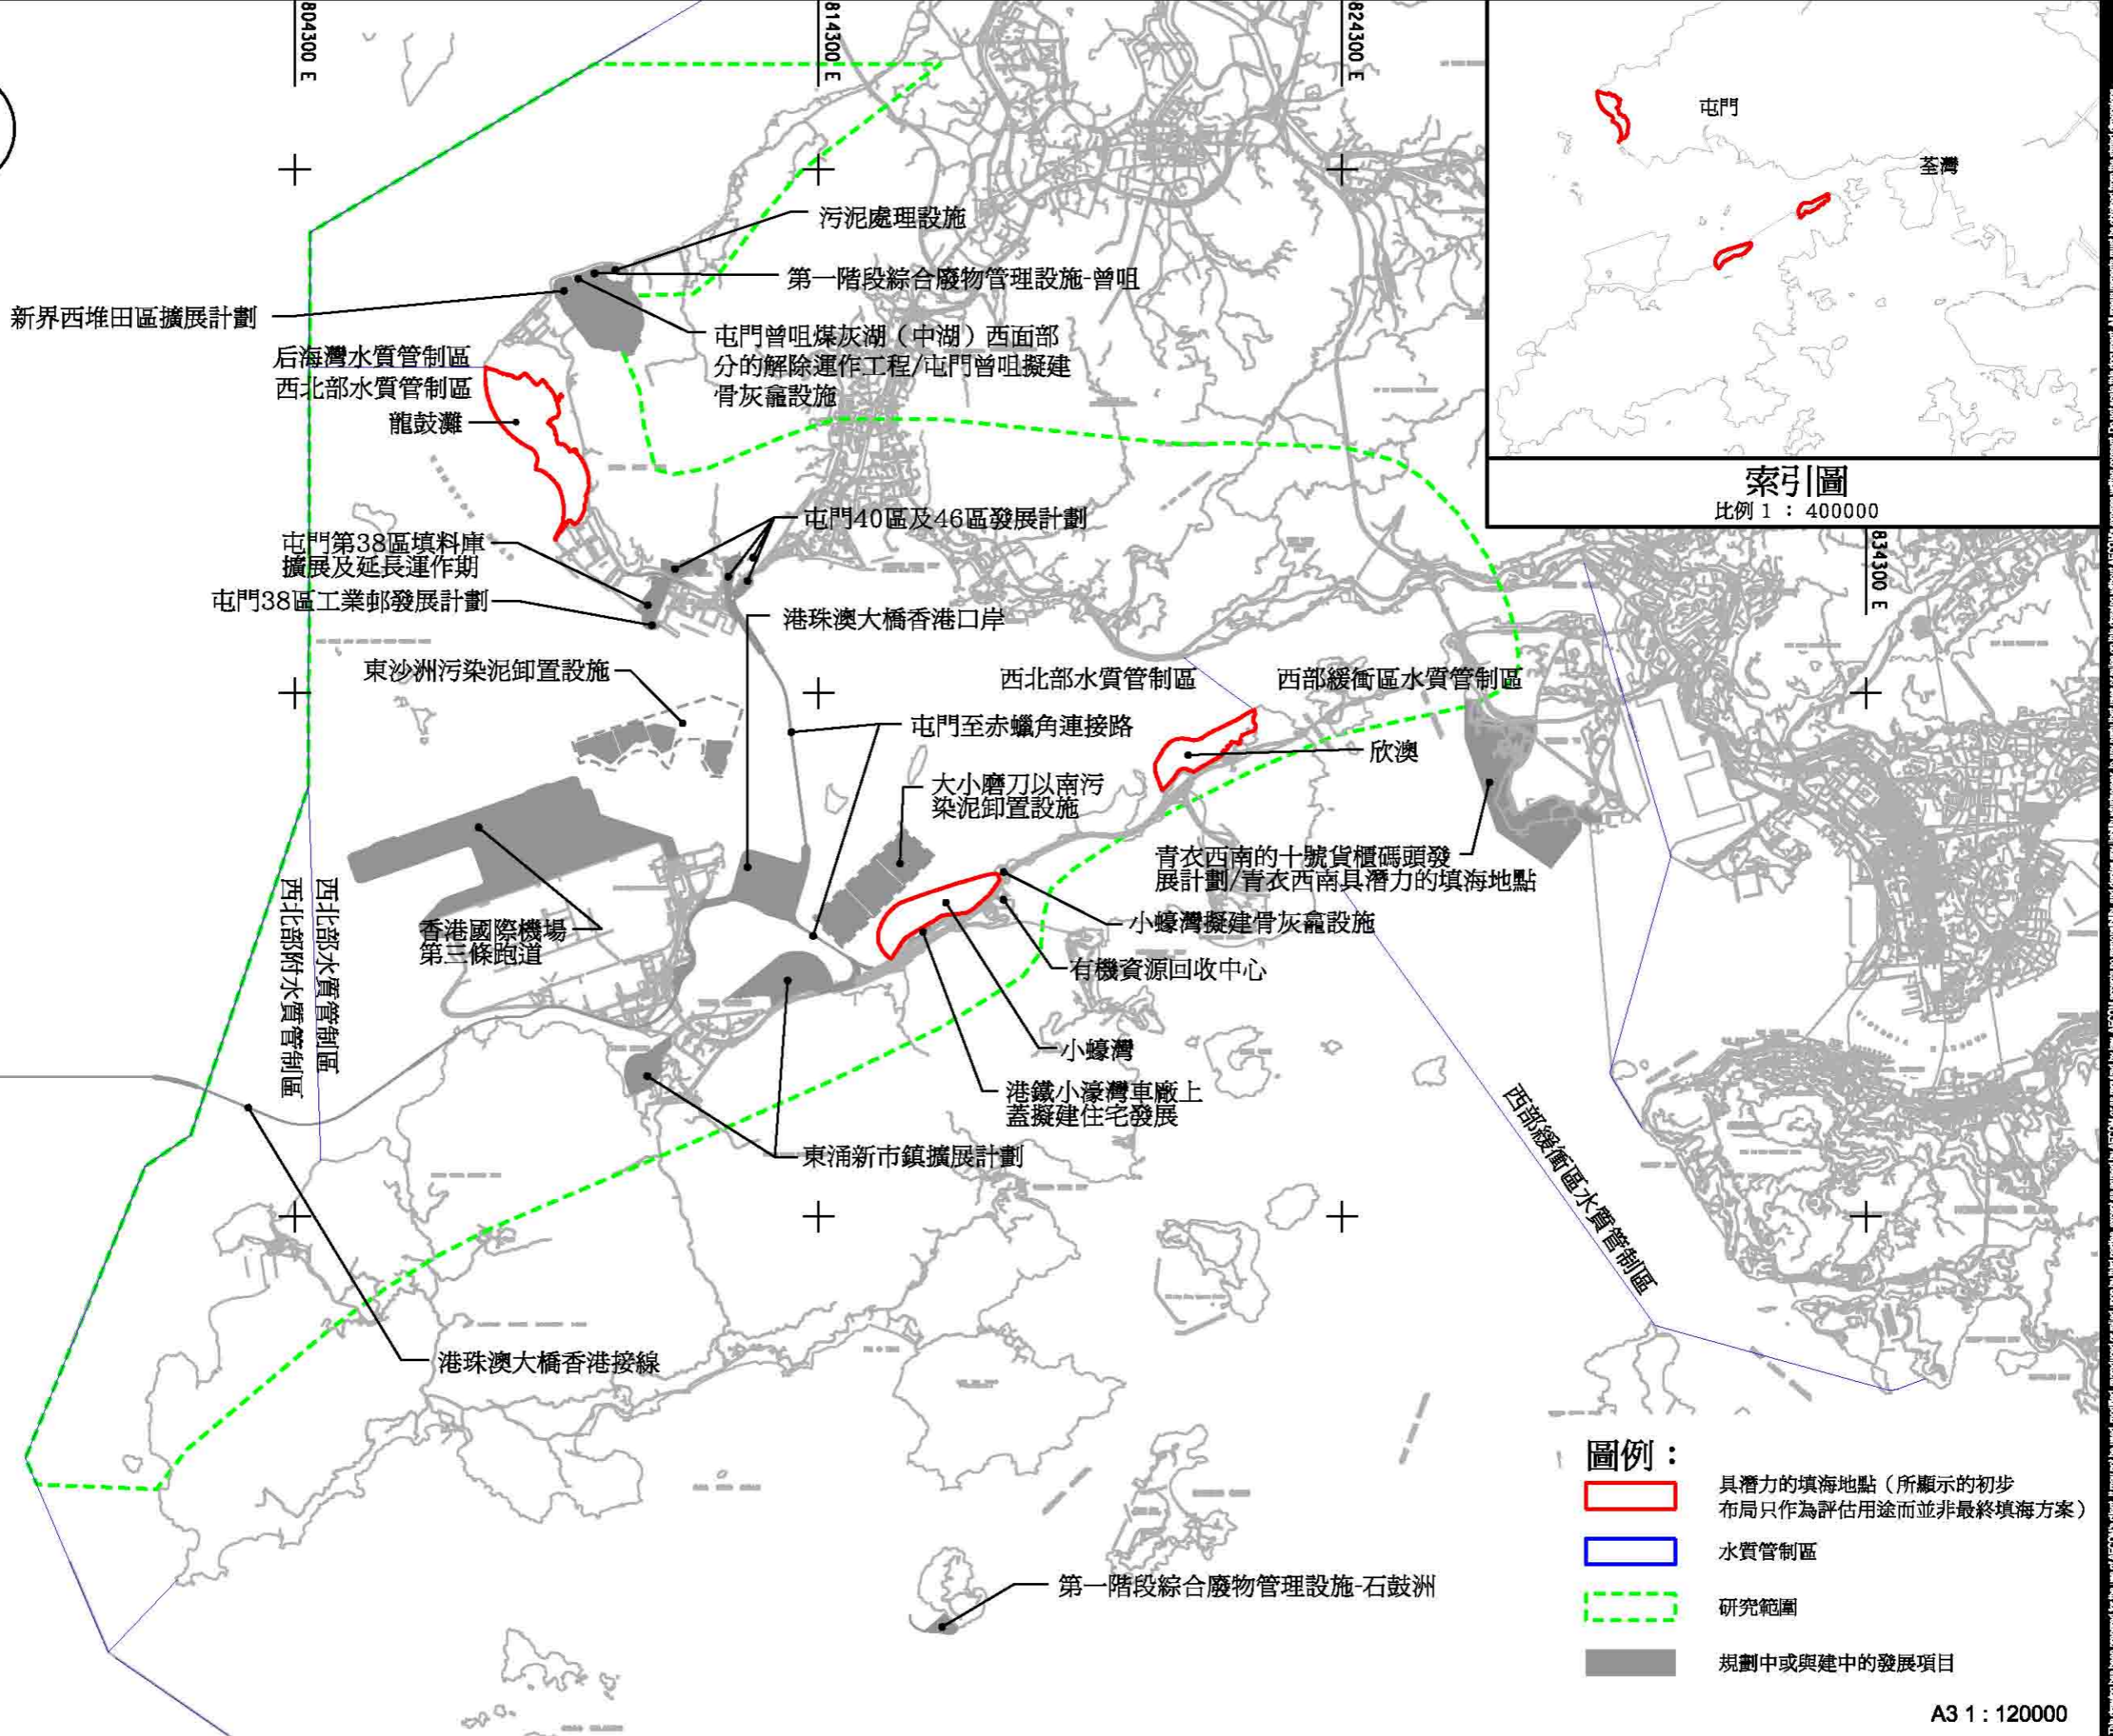 804300 E
814300 E
824300 E
834300 E
屯門
荃灣
索引圖
比例 1 : 400000
污泥處理設施
第一階段綜合廢物管理設施-曾咀
新界西堆田區擴展計劃
屯門曾咀煤灰湖（中湖）西面部
分的解除運作工程/屯門曾咀擬建
骨灰龕設施
后海灣水質管制區
西北部水質管制區
龍鼓灘
屯門40區及46區發展計劃
屯門第38區填料庫
擴展及延長運作期
屯門38區工業邨發展計劃
港珠澳大橋香港口岸
東沙洲污染泥卸置設施
西北部水質管制區
西部緩衝區水質管制區
屯門至赤鱲角連接路
欣澳
大小磨刀以南污
染泥卸置設施
青衣西南的十號貨櫃碼頭發
展計劃/青衣西南具潛力的填海地點
小蠔灣擬建骨灰龕設施
香港國際機場
第三條跑道
有機資源回收中心
西北部水質管制區
西北部附水質管制區
小蠔灣
港鐵小濠灣車廠上
蓋擬建住宅發展
東涌新市鎮擴展計劃
西部緩衝區水質管制區
港珠澳大橋香港接線
第一階段綜合廢物管理設施-石鼓洲
圖例：
具潛力的填海地點（所顯示的初步
布局只作為評估用途而並非最終填海方案）
水質管制區
研究範圍
規劃中或興建中的發展項目
A3 1 : 120000